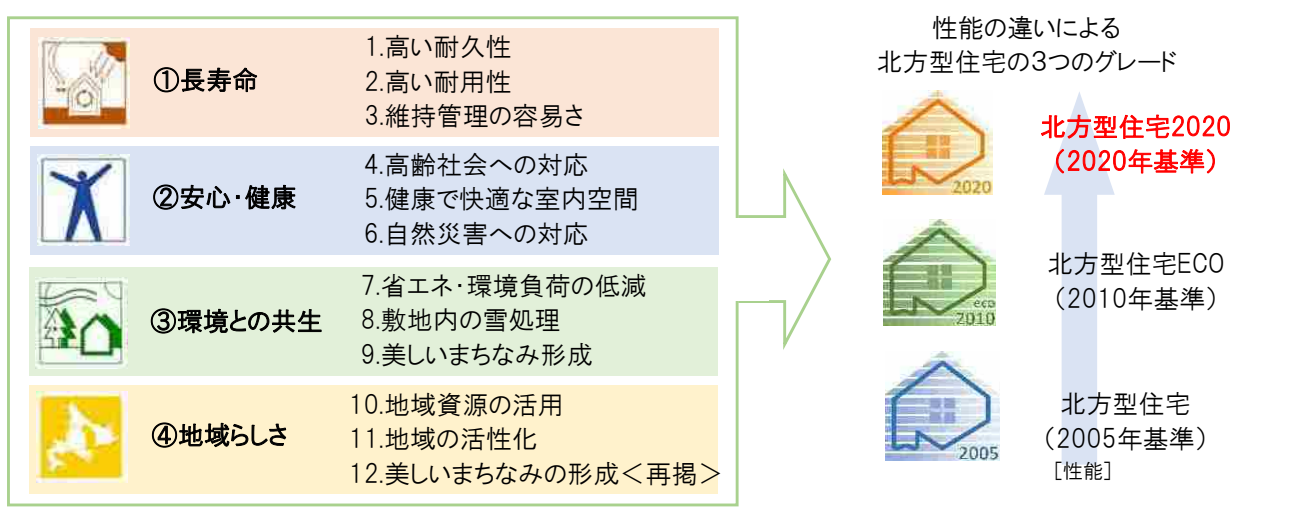 ①長寿命
1.高い耐久性
2.高い耐用性
3.維持管理の容易さ
②安心・健康
4.高齢社会への対応
5.健康で快適な室内空間
6.自然災害への対応
③環境との共生
7.省エネ・環境負荷の低減
8.敷地内の雪処理
9.美しいまちなみ形成
④地域らしさ
10.地域資源の活用
11.地域の活性化
12.美しいまちなみの形成＜再掲＞
性能の違いによる
北方型住宅の3つのグレード
2020
北方型住宅2020
（2020年基準）
eco
2010
北方型住宅ECO
（2010年基準）
2005
北方型住宅
（2005年基準）
［性能］